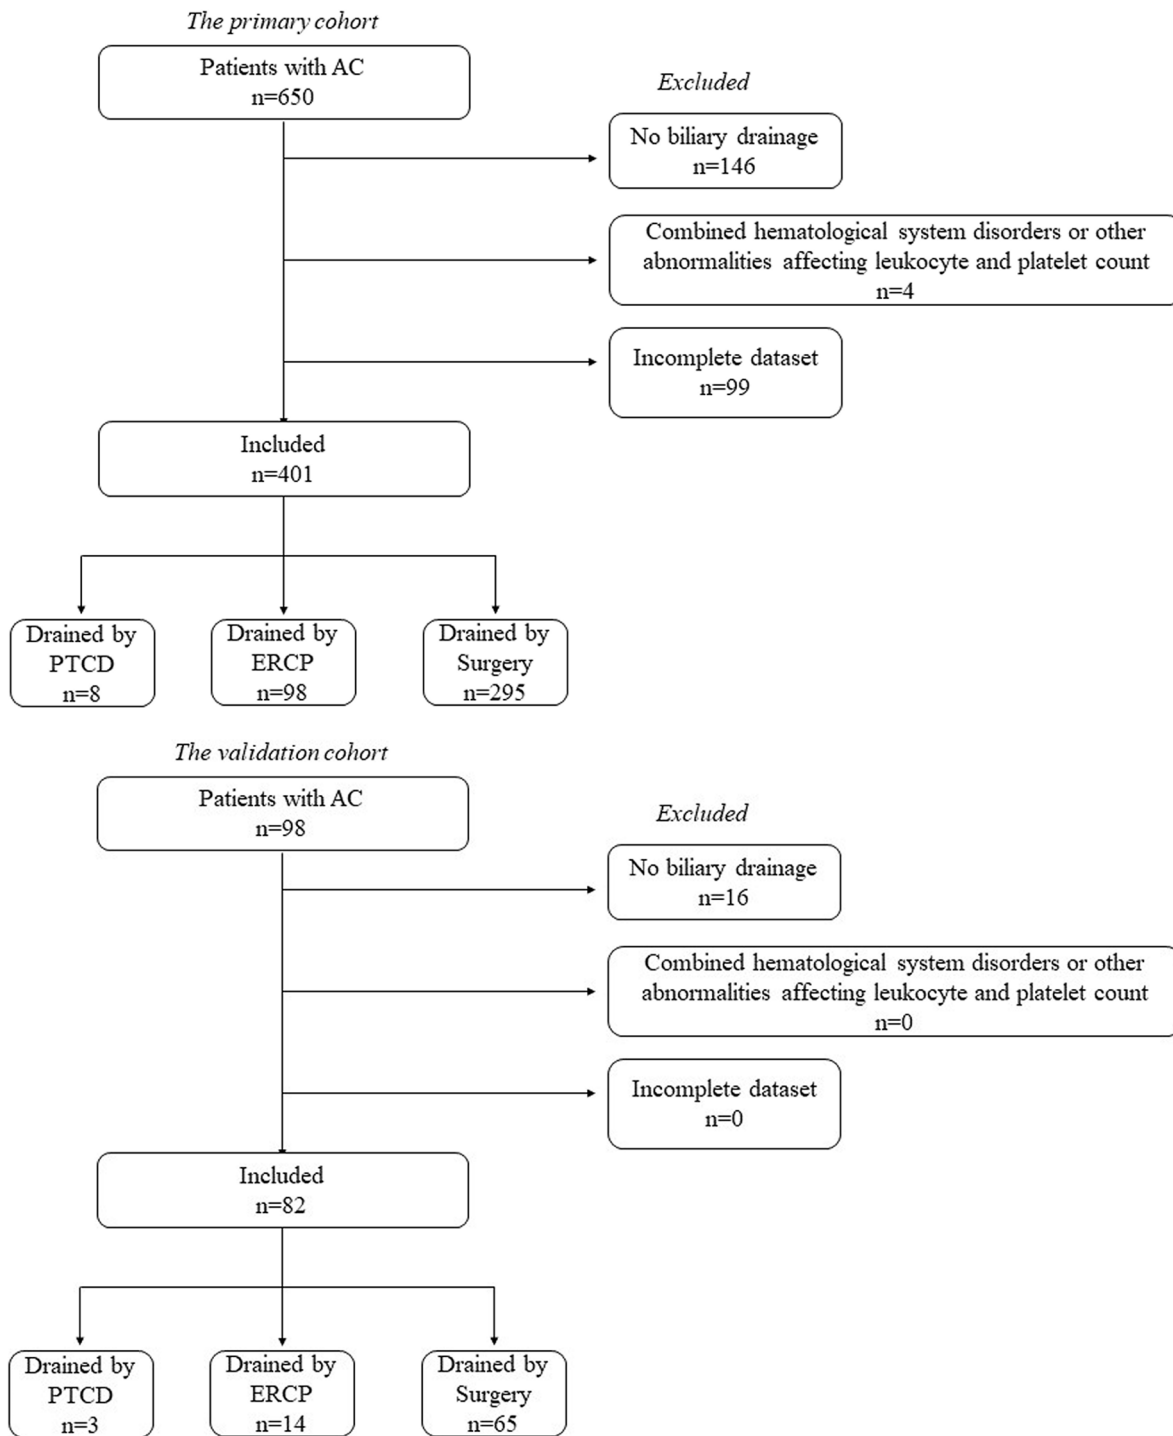 The primary cohort
Patients with AC
n=650
Excluded
No biliary drainage
n=146
Combined hematological system disorders or other
abnormalities affecting leukocyte and platelet count
n=4
Incomplete dataset
n=99
Included
n=401
Drained by
PTCD
n=8
Drained by
ERCP
n=98
Drained by
Surgery
n=295
The validation cohort
Patients with AC
n=98
Excluded
No biliary drainage
n=16
Combined hematological system disorders or other
abnormalities affecting leukocyte and platelet count
n=0
Incomplete dataset
n=0
Included
n=82
Drained by
PTCD
n=3
Drained by
ERCP
n=14
Drained by
Surgery
n=65